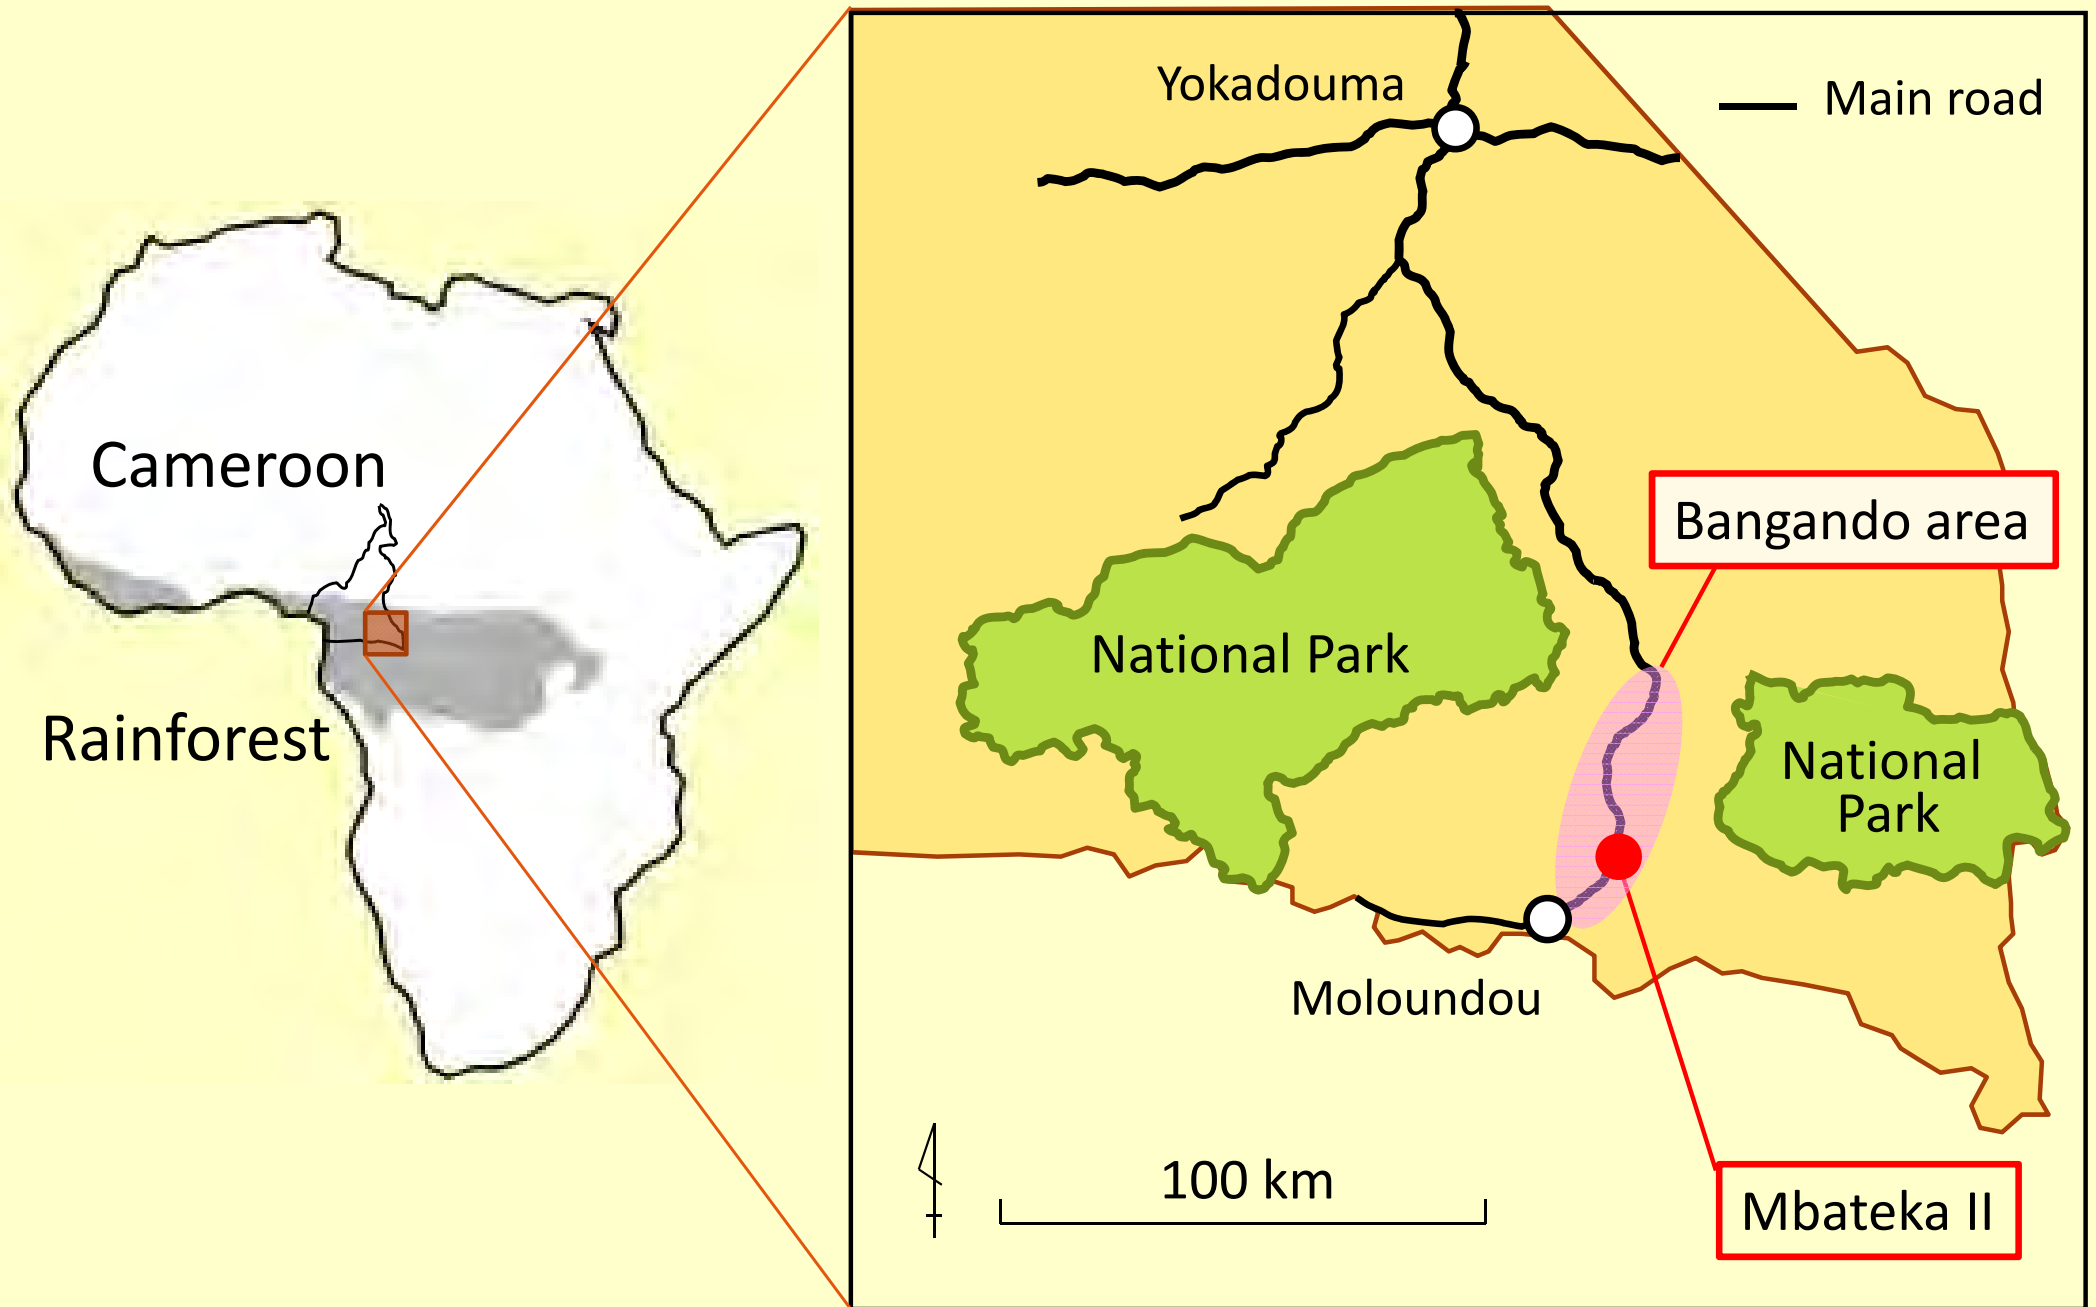 Cameroon
Rainforest
Yokadouma
Main road
Bangando area
National Park
National
Park
Moloundou
100 km
Mbateka II